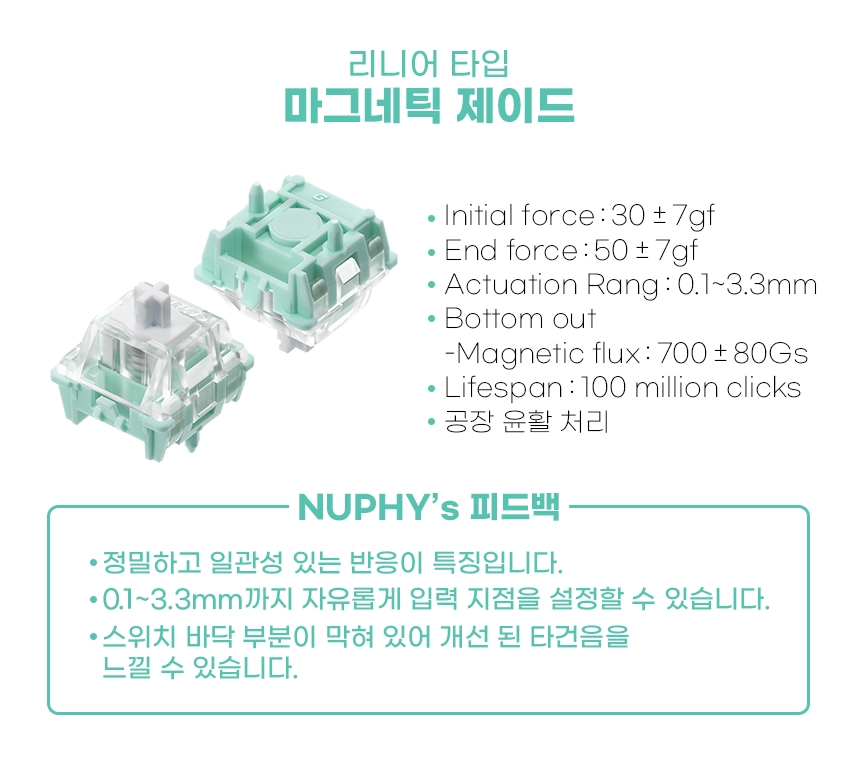 리니어 타입
마그네틱 제이드
• Initial force : 30 ± 7gf
• End force : 50 ± 7gf
• Actuation Rang : 0.1~3.3mm
• Bottom out
-Magnetic flux : 700 ± 80Gs
• Lifespan : 100 million clicks
• 공장 윤활 처리
NUPHY's 피드백
• 정밀하고 일관성 있는 반응이 특징입니다.
• 0.1~3.3mm까지 자유롭게 입력 지점을 설정할 수 있습니다.
• 스위치 바닥 부분이 막혀 있어 개선 된 타건음을
느낄 수 있습니다.